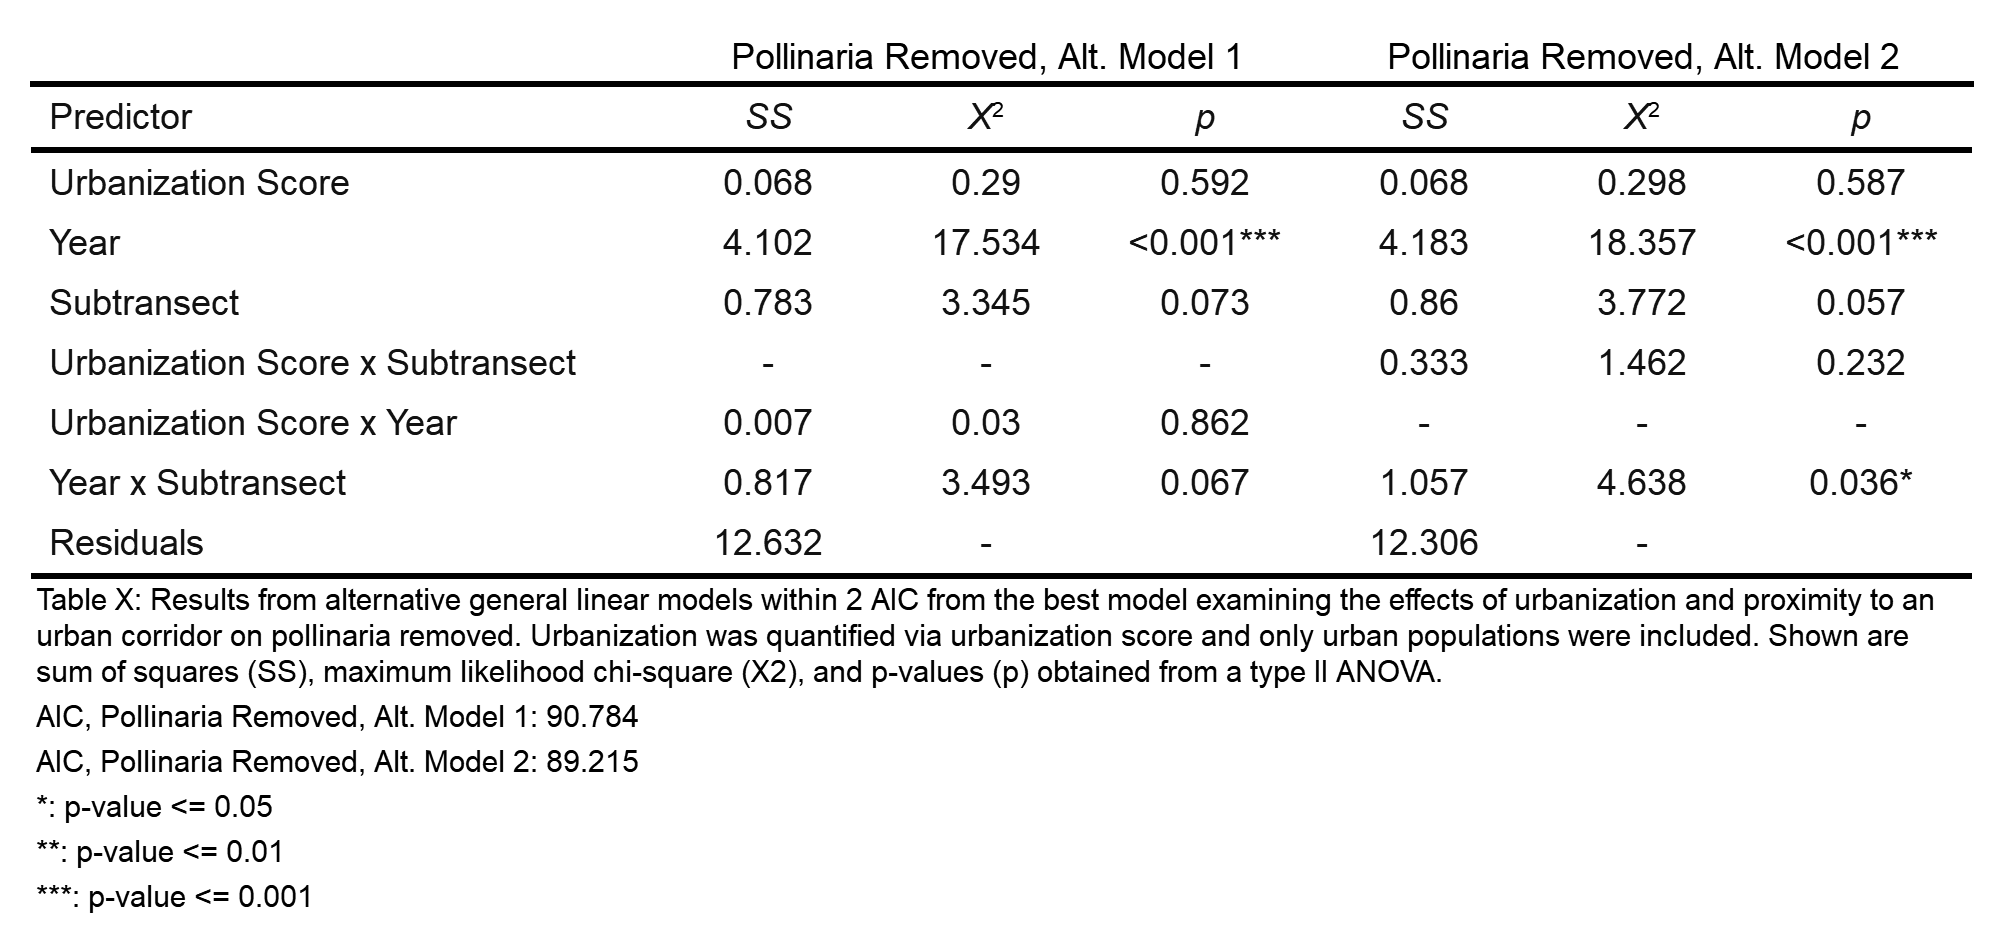 Pollinaria Removed, Alt. Model 1 Pollinaria Removed, Alt. Model 2
Predictor SS X² p SS X² p
Urbanization Score 0.068 0.29 0.592 0.068 0.298 0.587
Year 4.102 17.534 <0.001*** 4.183 18.357 <0.001***
Subtransect 0.783 3.345 0.073 0.86 3.772 0.057
Urbanization Score x Subtransect - - - 0.333 1.462 0.232
Urbanization Score x Year 0.007 0.03 0.862 - - -
Year x Subtransect 0.817 3.493 0.067 1.057 4.638 0.036*
Residuals 12.632 - 12.306 -
Table X: Results from alternative general linear models within 2 AIC from the best model examining the effects of urbanization and proximity to an
urban corridor on pollinaria removed. Urbanization was quantified via urbanization score and only urban populations were included. Shown are
sum of squares (SS), maximum likelihood chi-square (X2), and p-values (p) obtained from a type II ANOVA.
AIC, Pollinaria Removed, Alt. Model 1: 90.784
AIC, Pollinaria Removed, Alt. Model 2: 89.215
*: p-value <= 0.05
**: p-value <= 0.01
***: p-value <= 0.001